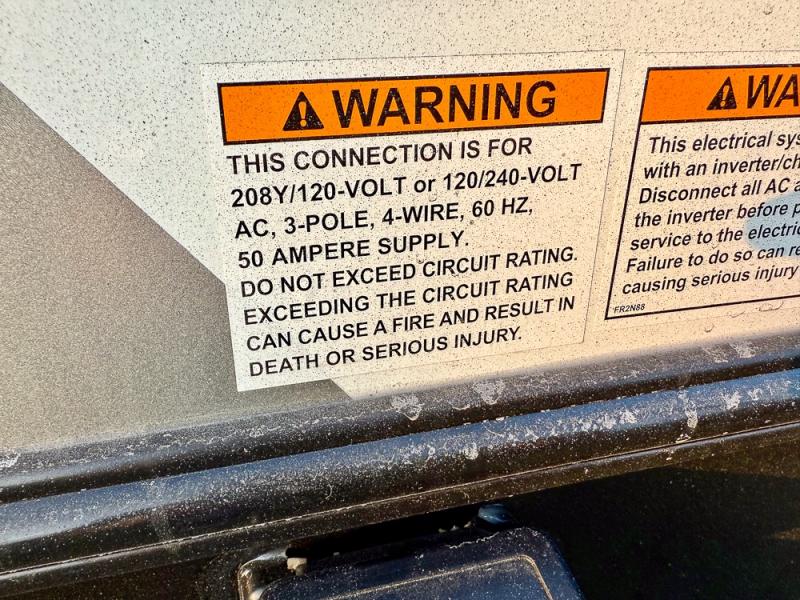 WARNING
THIS CONNECTION IS FOR
208Y/120-VOLT or 120/240-VOLT
AC, 3-POLE, 4-WIRE, 60 HZ,
50 AMPERE SUPPLY.
DO NOT EXCEED CIRCUIT RATING.
EXCEEDING THE CIRCUIT RATING
CAN CAUSE A FIRE AND RESULT IN
DEATH OR SERIOUS INJURY.
WA
This electrical sys
with an inverter/ch
Disconnect all AC a
the inverter before p
service to the electric
Failure to do so can re
causing serious injury
FR2N88